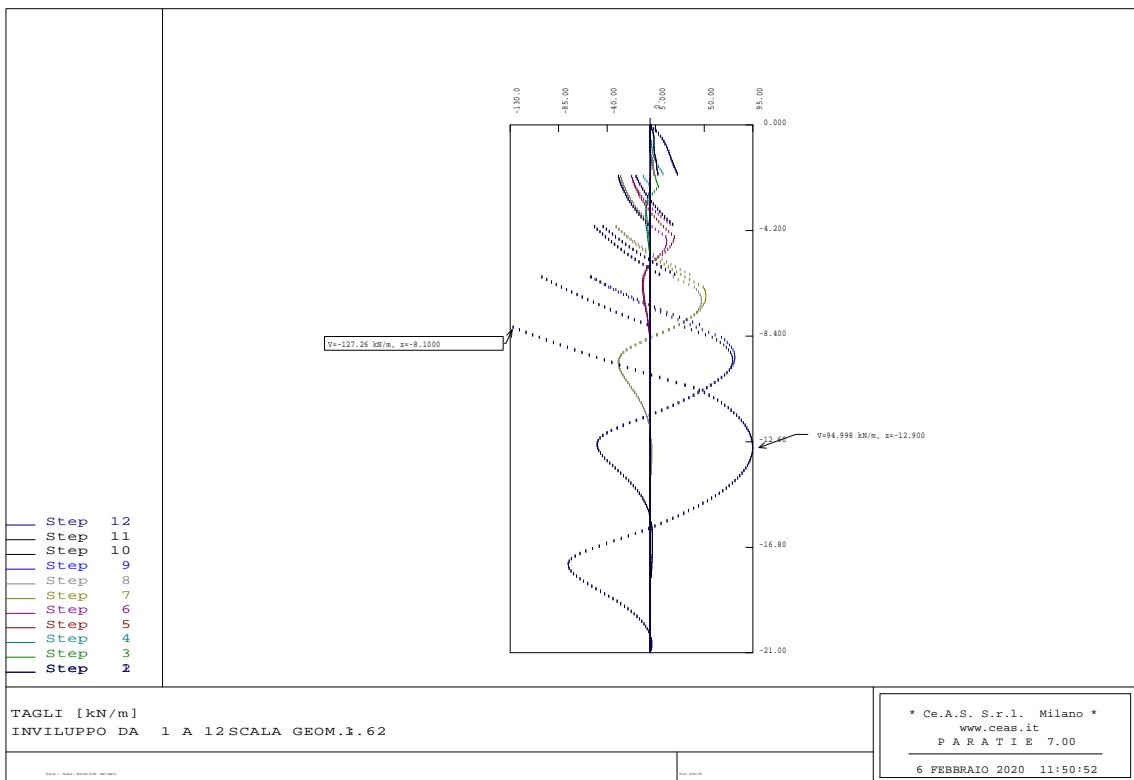 -130.0
-85.00
-40.00
0.
5.000
50.00
95.00
0.000
-4.200
-8.400
V=-127.26 kN/m, z=-8.1000
V=94.998 kN/m, z=-12.900
-12.60
-16.80
-21.00
Step 12
Step 11
Step 10
Step 9
Step 8
Step 7
Step 6
Step 5
Step 4
Step 3
Step
TAGLI [kN/m]
INVILUPPO DA 1 A 12 SCALA GEOM.
* Ce.A.S. S.r.l. Milano *
www.ceas.it
P A R A T I E 7.00
6 FEBBRAIO 2020 11:50:52